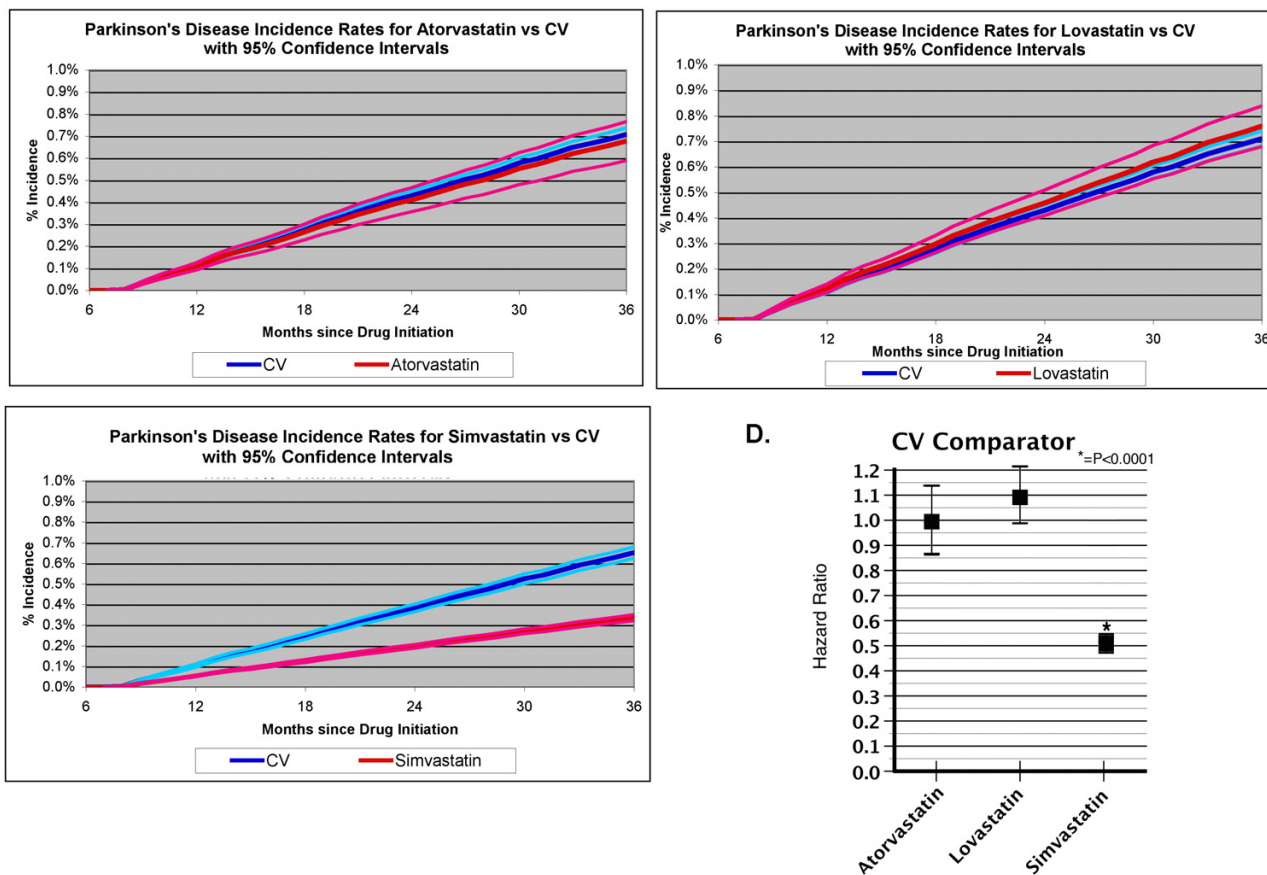 Parkinson's Disease Incidence Rates for Atorvastatin vs CV
with 95% Confidence Intervals
% Incidence
1.0%
0.9%
0.8%
0.7%
0.6%
0.5%
0.4%
0.3%
0.2%
0.1%
0.0%
6 12 18 24 30 36
Months since Drug Initiation
CV Atorvastatin
Parkinson's Disease Incidence Rates for Lovastatin vs CV
with 95% Confidence Intervals
% Incidence
1.0%
0.9%
0.8%
0.7%
0.6%
0.5%
0.4%
0.3%
0.2%
0.1%
0.0%
6 12 18 24 30 36
Months since Drug Initiation
CV Lovastatin
Parkinson's Disease Incidence Rates for Simvastatin vs CV
with 95% Confidence Intervals
% Incidence
1.0%
0.9%
0.8%
0.7%
0.6%
0.5%
0.4%
0.3%
0.2%
0.1%
0.0%
6 12 18 24 30 36
Months since Drug Initiation
CV Simvastatin
D.
CV Comparator
*=P<0.0001
Hazard Ratio
1.2
1.1
1.0
0.9
0.8
0.7
0.6
0.5
0.4
0.3
0.2
0.1
0.0
*
Atorvastatin
Lovastatin
Simvastatin